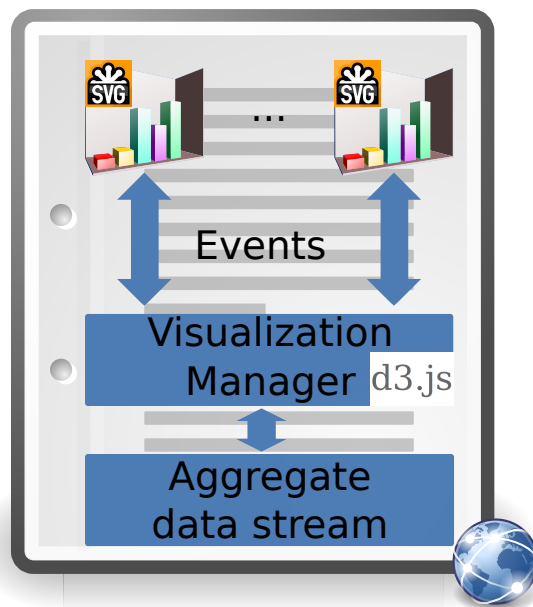 SVG
SVG
...
Events
Visualization
Manager d3.js
Aggregate
data stream